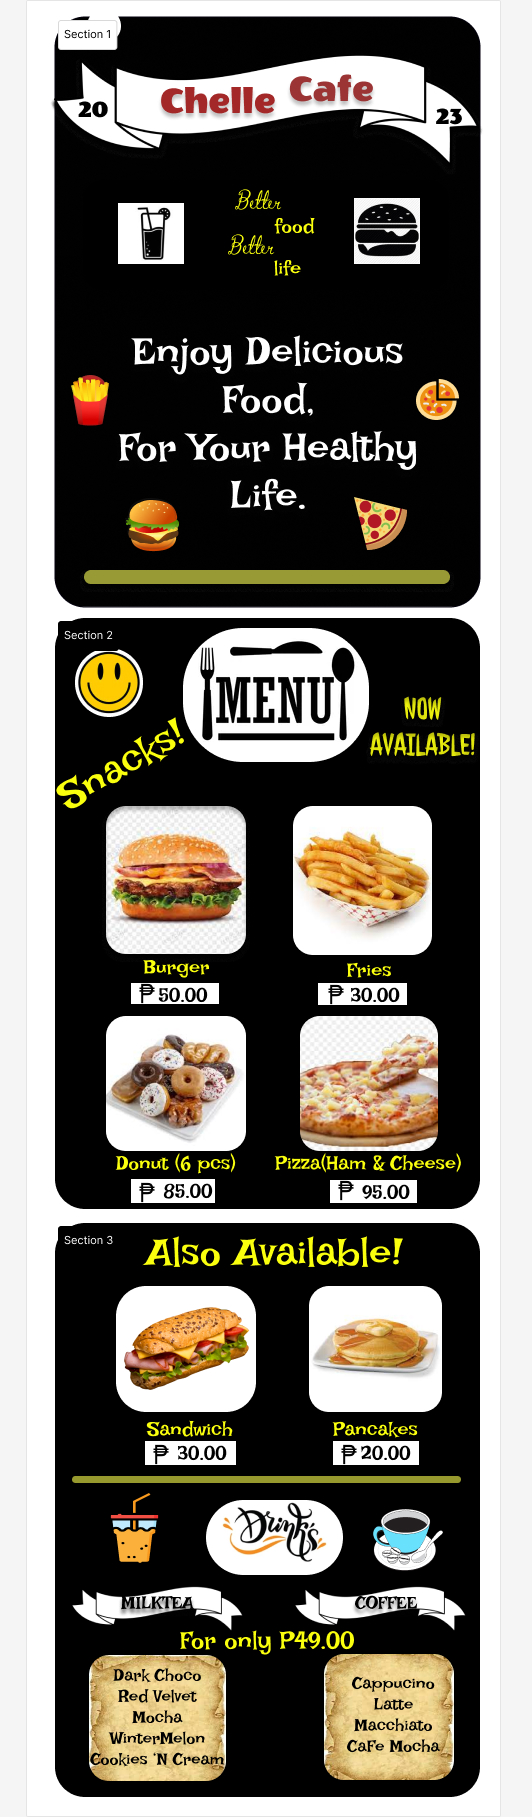 Section 1
Chelle Cafe
20
23
Better
food
Better
life
Enjoy Delicious
Food,
For Your Healthy
Life.
Section 2
MENU
Snacks!
NOW
AVAILABLE!
Burger
₱ 50.00
Fries
₱ 30.00
Donut (6 pcs)
₱ 85.00
Pizza(Ham & Cheese)
₱ 95.00
Section 3
Also Available!
Sandwich
₱ 30.00
Pancakes
₱ 20.00
Drinks
MILKTEA
COFFEE
For only P49.00
Dark Choco
Red Velvet
Mocha
WinterMelon
Cookies 'N Cream
Cappucino
Latte
Macchiato
CaFe Mocha